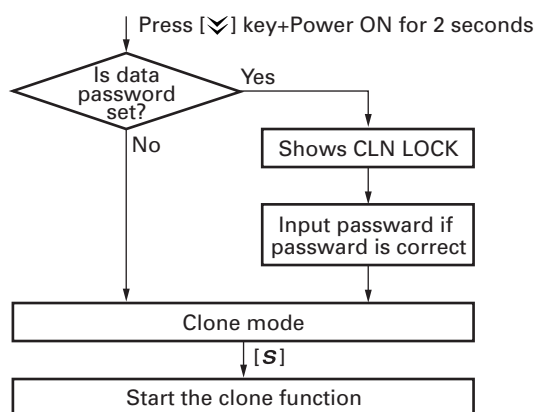 Press [︾] key+Power ON for 2 seconds
Is data
password
set?
Yes
No
Shows CLN LOCK
Input passward if
passward is correct
Clone mode
[S]
Start the clone function